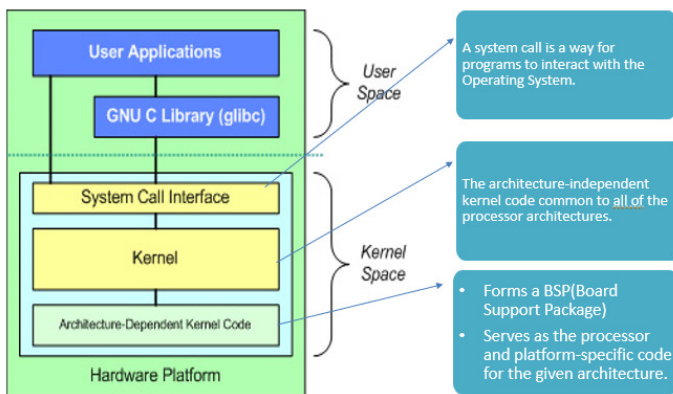 User Applications
GNU C Library (glibc)
User
Space
System Call Interface
Kernel
Architecture-Dependent Kernel Code
Kernel
Space
Hardware Platform
A system call is a way for
programs to interact with the
Operating System.
The architecture-independent
kernel code common to all of the
processor architectures.
• Forms a BSP(Board
Support Package)
• Serves as the processor
and platform-specific code
for the given architecture.